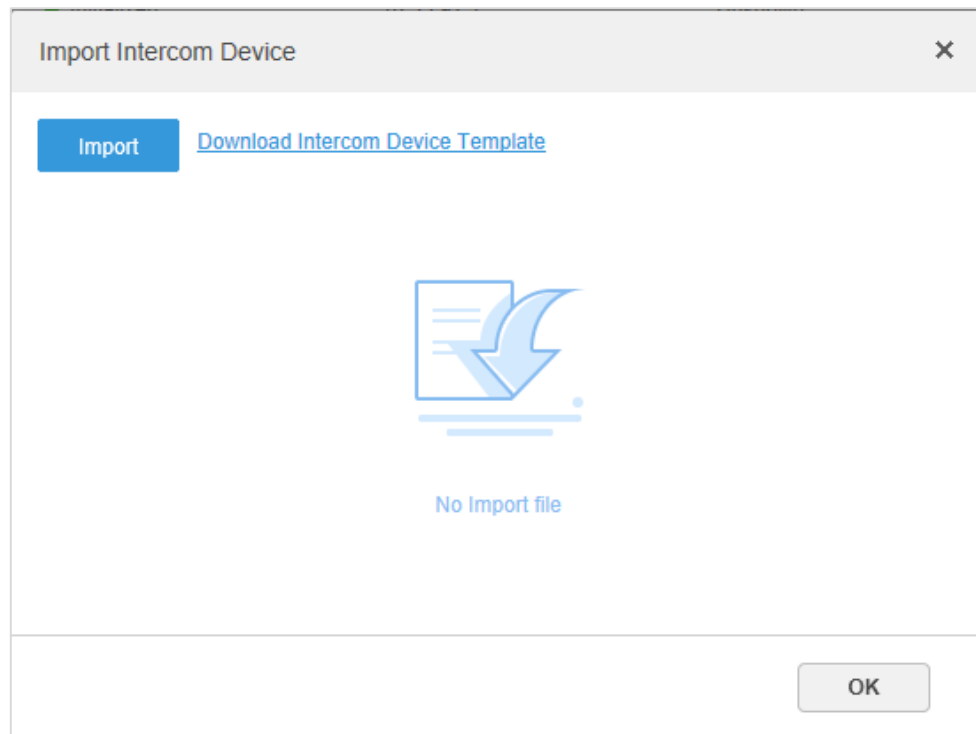 Import Intercom Device
Import
Download Intercom Device Template
No Import file
OK